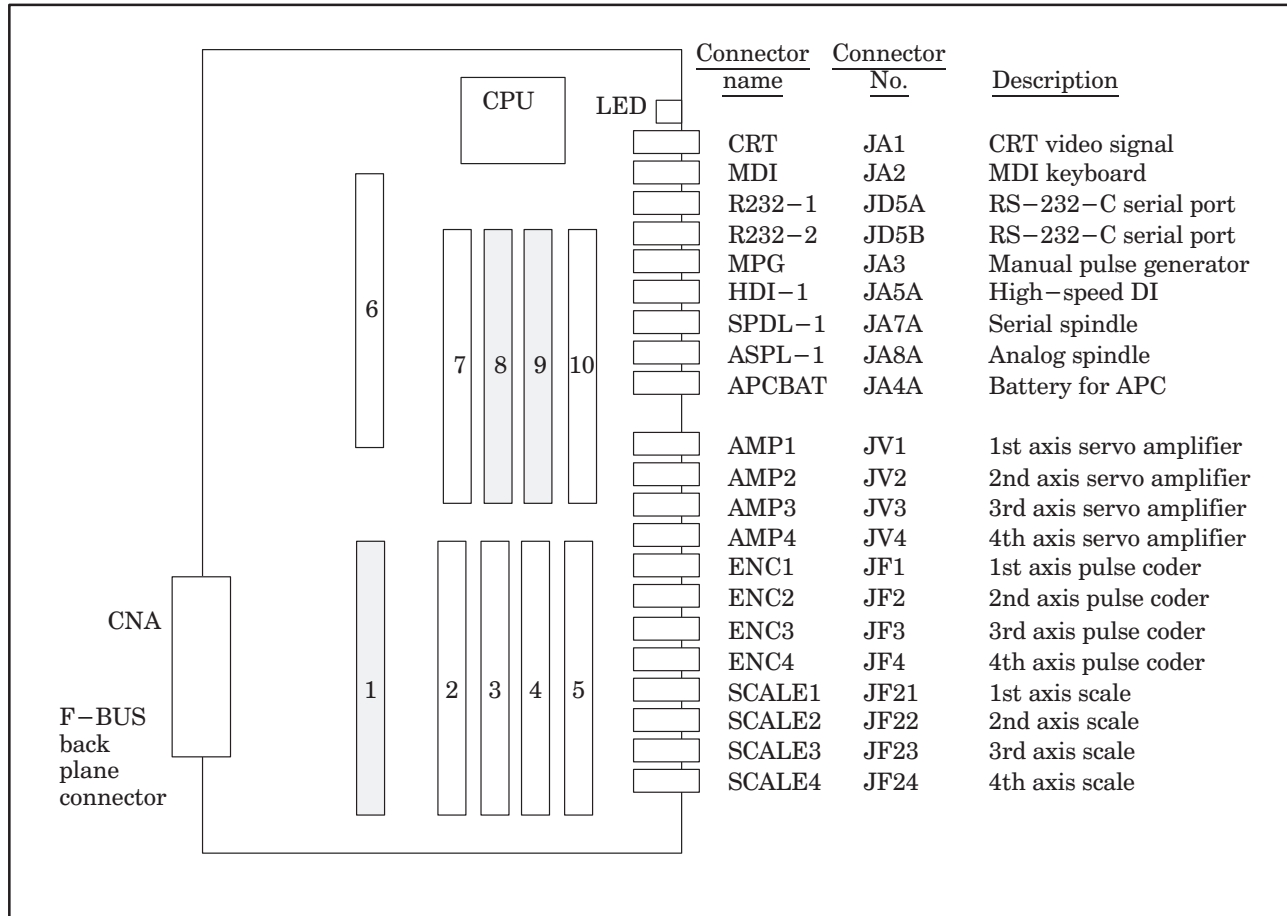 Connector name Connector No. Description
CPU
LED
CRT JA1 CRT video signal
MDI JA2 MDI keyboard
R232−1 JD5A RS−232−C serial port
R232−2 JD5B RS−232−C serial port
MPG JA3 Manual pulse generator
HDI−1 JA5A High−speed DI
SPDL−1 JA7A Serial spindle
ASPL−1 JA8A Analog spindle
APCBAT JA4A Battery for APC
6
7 8 9 10
AMP1 JV1 1st axis servo amplifier
AMP2 JV2 2nd axis servo amplifier
AMP3 JV3 3rd axis servo amplifier
AMP4 JV4 4th axis servo amplifier
ENC1 JF1 1st axis pulse coder
ENC2 JF2 2nd axis pulse coder
ENC3 JF3 3rd axis pulse coder
ENC4 JF4 4th axis pulse coder
SCALE1 JF21 1st axis scale
SCALE2 JF22 2nd axis scale
SCALE3 JF23 3rd axis scale
SCALE4 JF24 4th axis scale
CNA
1 2 3 4 5
F−BUS
back
plane
connector